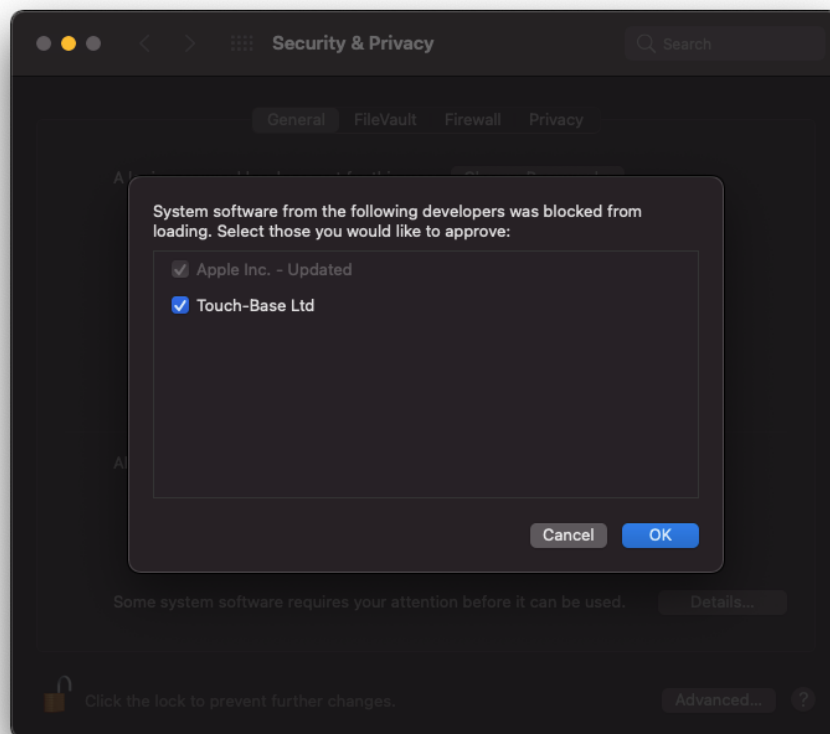 Security & Privacy
Search
General FileVault Firewall Privacy
System software from the following developers was blocked from
loading. Select those you would like to approve:
Apple Inc. - Updated
Touch-Base Ltd
Cancel OK
Some system software requires your attention before it can be used. Details...
Click the lock to prevent further changes. Advanced... ?